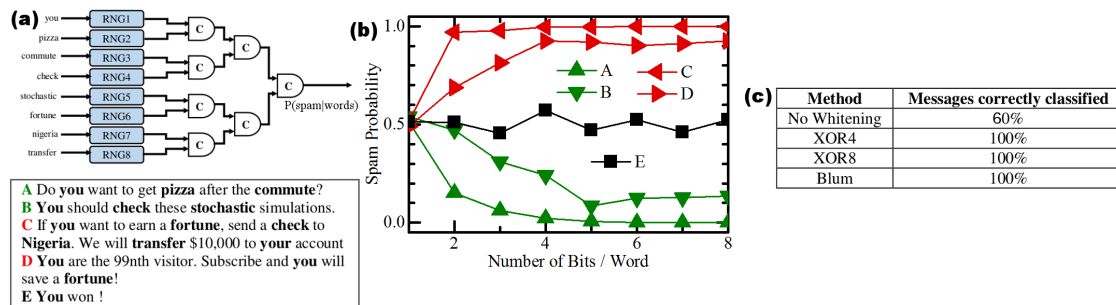 (a)
you
RNG1
pizza
RNG2
commute
RNG3
check
RNG4
stochastic
RNG5
fortune
RNG6
nigeria
RNG7
transfer
RNG8
C
C
C
C
C
C
C
P(spam|words)
A Do you want to get pizza after the commute?
B You should check these stochastic simulations.
C If you want to earn a fortune, send a check to
Nigeria. We will transfer $10,000 to your account
D You are the 99nth visitor. Subscribe and you will
save a fortune!
E You won !
(b)
Spam Probability
1.0
0.5
0.0
A
B
C
D
E
2
4
6
8
Number of Bits / Word
(c)
Method Messages correctly classified
No Whitening 60%
XOR4 100%
XOR8 100%
Blum 100%